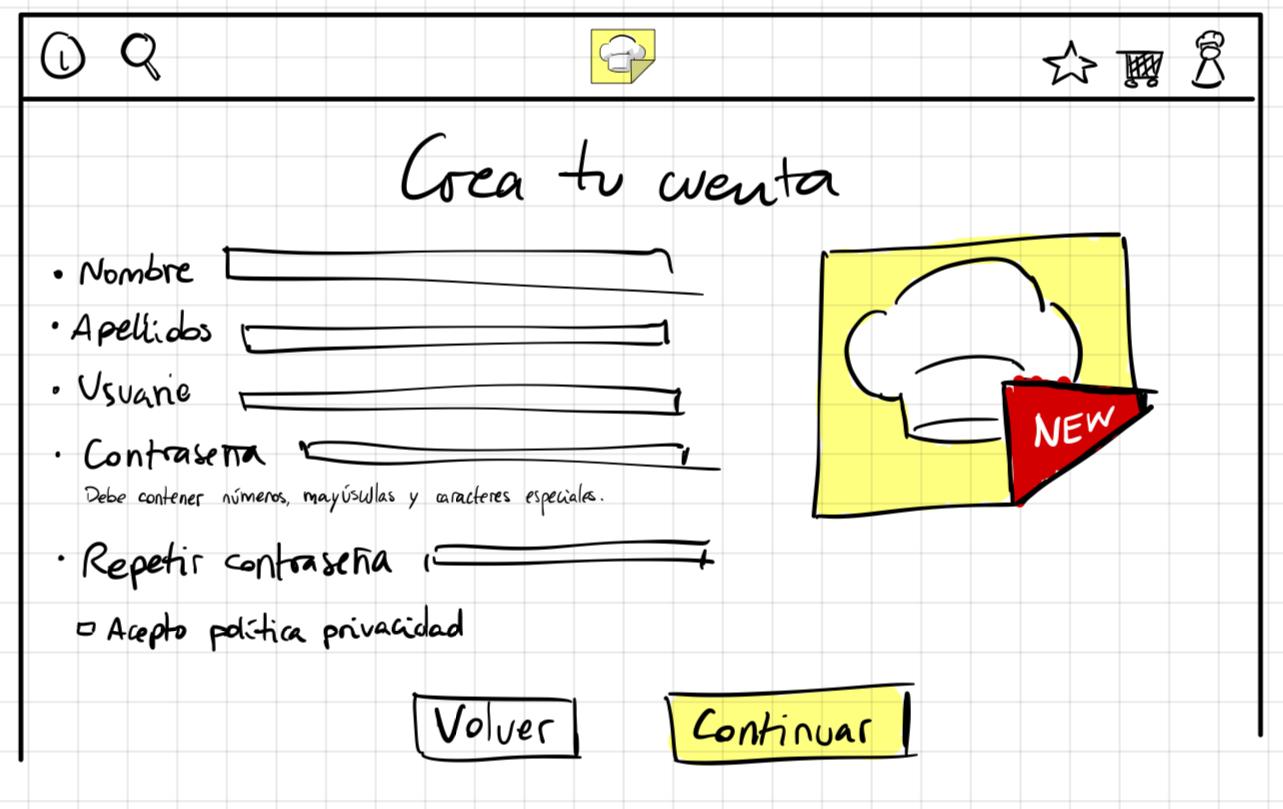 i
Crea tu cuenta
• Nombre
• Apellidos
• Usuario
• Contraseña
Debe contener números, mayúsculas y caracteres especiales.
• Repetir contraseña
Acepto política privacidad
NEW
Volver
Continuar